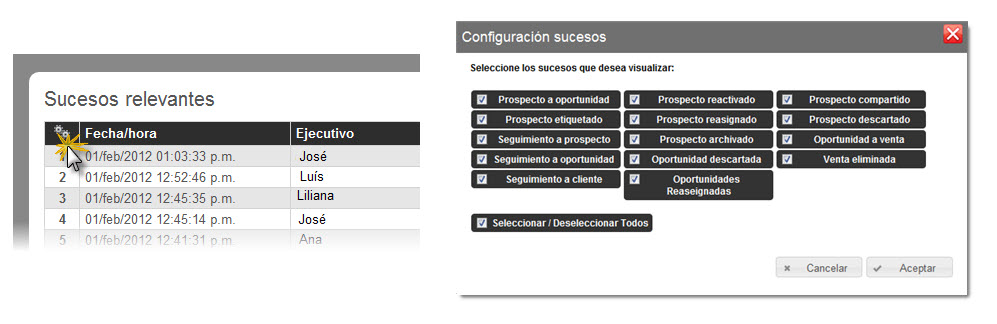 Sucesos relevantes
Fecha/hora Ejecutivo
1 01/feb/2012 01:03:33 p.m. José
2 01/feb/2012 12:52:46 p.m. Luís
3 01/feb/2012 12:45:35 p.m. Liliana
4 01/feb/2012 12:45:14 p.m. José
5 01/feb/2012 12:41:31 p.m. Ana
Configuración sucesos
Seleccione los sucesos que desea visualizar:
Prospecto a oportunidad Prospecto reactivado Prospecto compartido
Prospecto etiquetado Prospecto reasignado Prospecto descartado
Seguimiento a prospecto Prospecto archivado Oportunidad a venta
Seguimiento a oportunidad Oportunidad descartada Venta eliminada
Seguimiento a cliente Oportunidades
Reaseignadas
Seleccionar / Deseleccionar Todos
Cancelar Aceptar